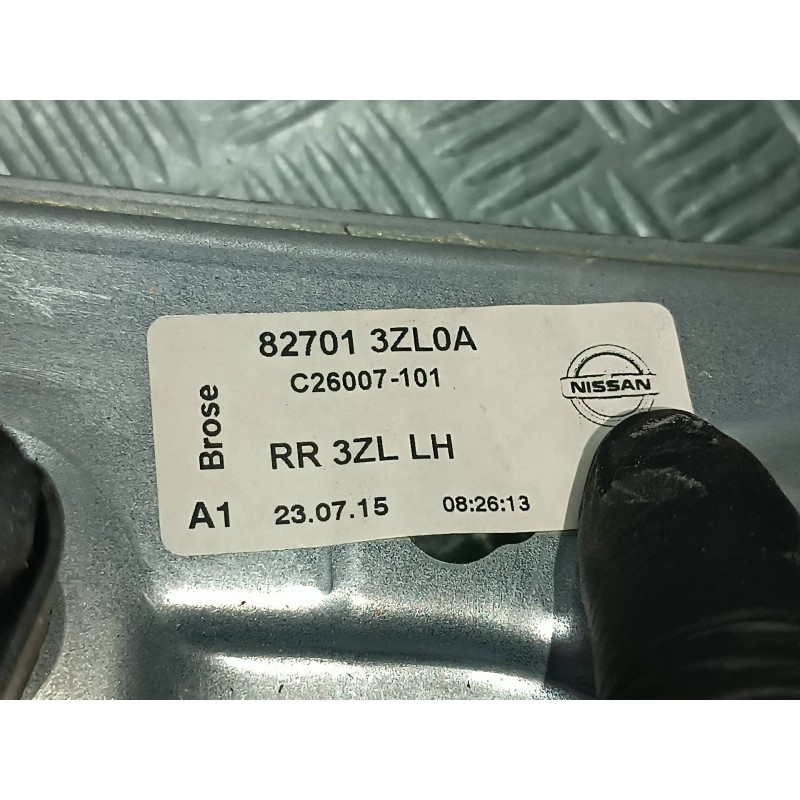 82701 3ZL0A
C26007-101
NISSAN
Brose
RR 3ZL LH
A1 23.07.15 08:26:13